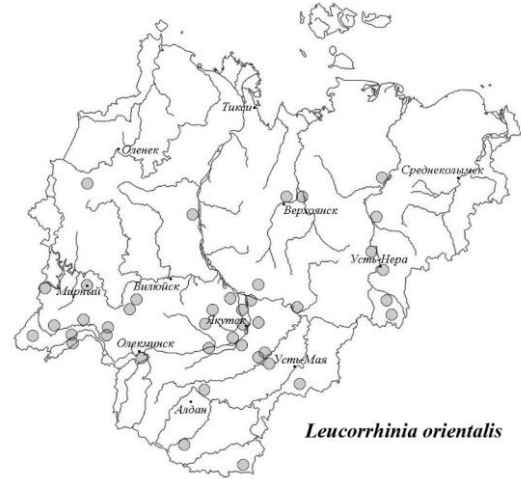 Тикси
Оленек
Среднеколымск
Верхоянск
Усть-Нера
Мирный
Вилюйск
Якутск
Олекминск
Усть-Мая
Алдан
Leucorrhinia orientalis